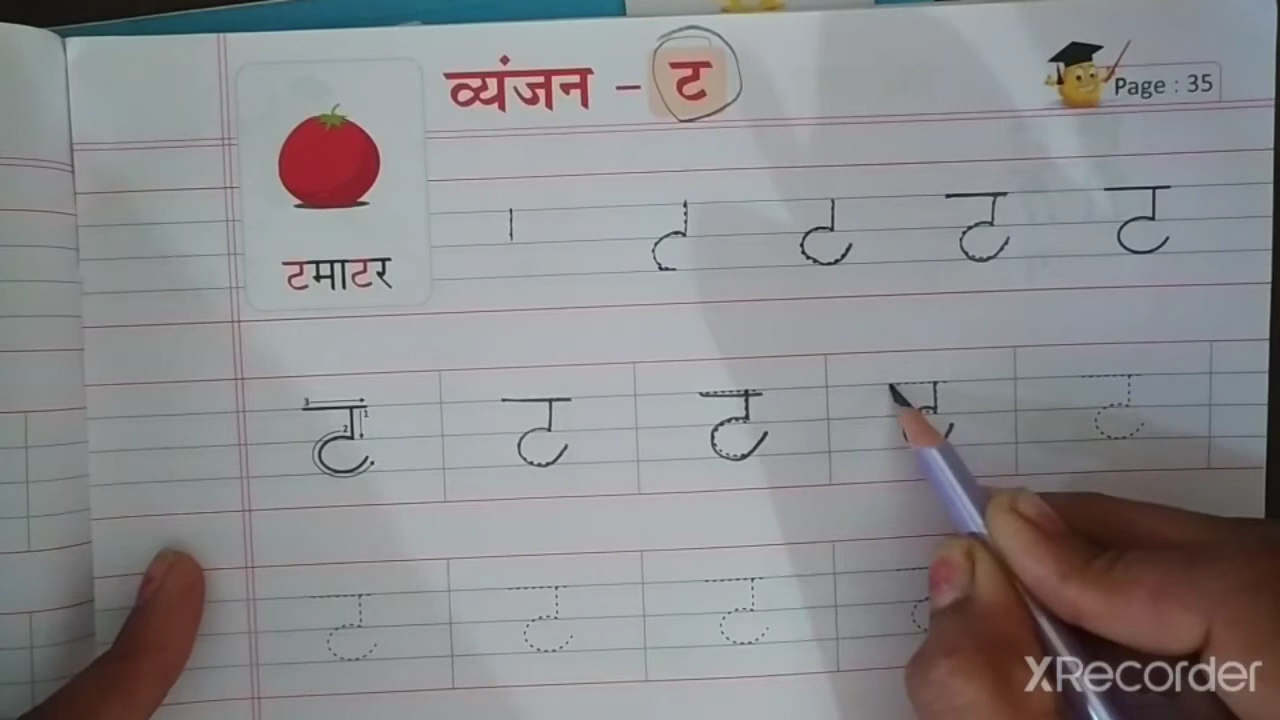 व्यंजन - ट
Page : 35
टमाटर
। ट ट ट
ट ट ट ट ट
ट ट ट ट
XRecorder